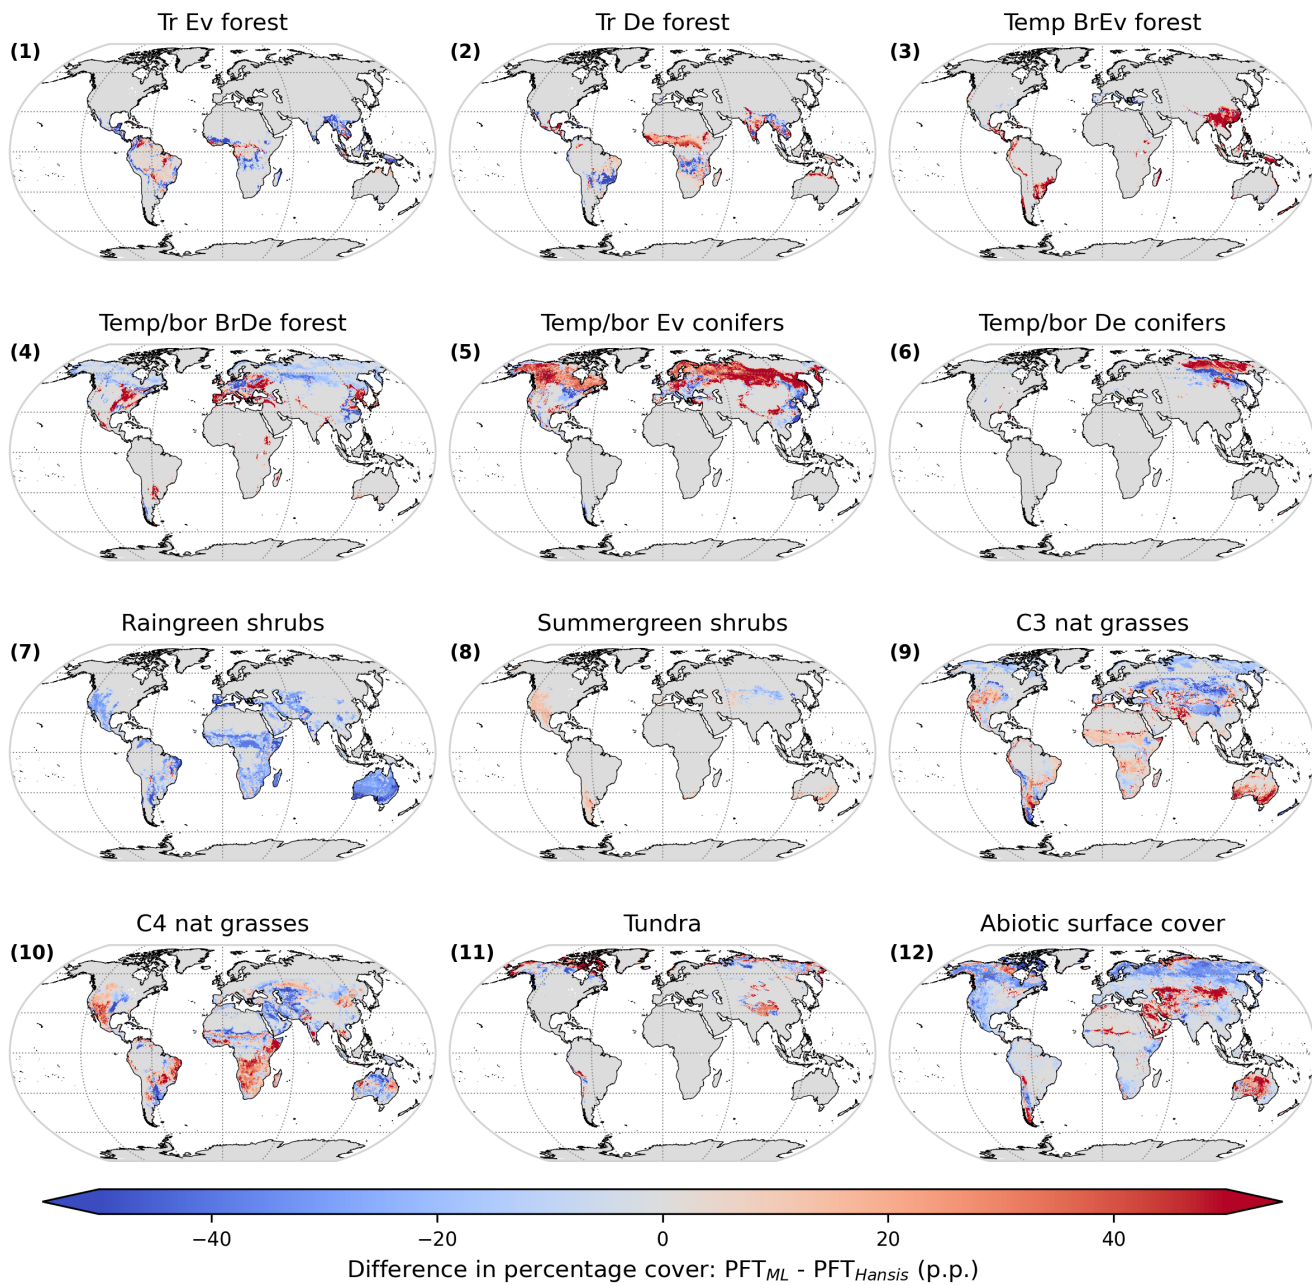 Tr Ev forest
Tr De forest
Temp BrEv forest
(1)
(2)
(3)
Temp/bor BrDe forest
Temp/bor Ev conifers
Temp/bor De conifers
(4)
(5)
(6)
Raingreen shrubs
Summergreen shrubs
C3 nat grasses
(7)
(8)
(9)
C4 nat grasses
Tundra
Abiotic surface cover
(10)
(11)
(12)
−40
−20
0
20
40
Difference in percentage cover: PFT_ML - PFT_Hansis (p.p.)